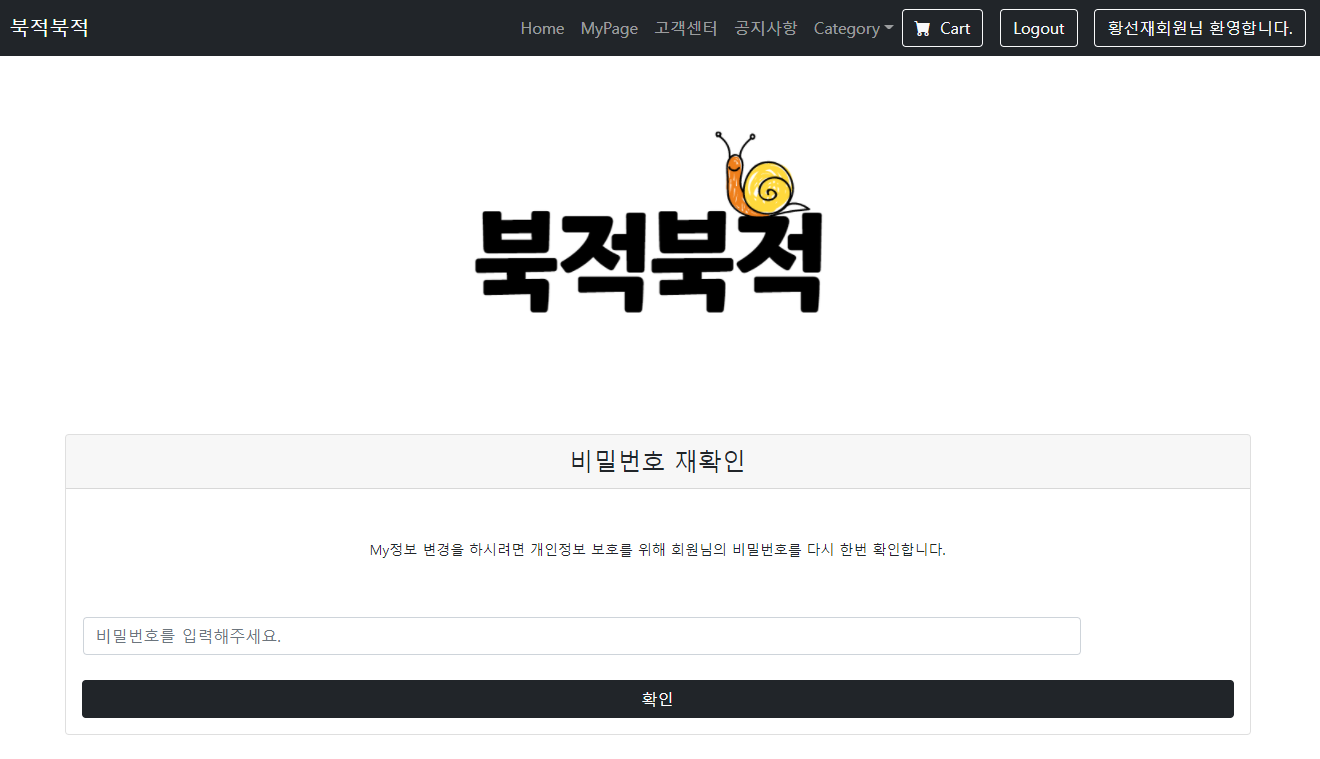 북적북적 Home MyPage 고객센터 공지사항 Category Cart Logout 황선재회원님 환영합니다.
북적북적
비밀번호 재확인
My정보 변경을 하시려면 개인정보 보호를 위해 회원님의 비밀번호를 다시 한번 확인합니다.
비밀번호를 입력해주세요.
확인